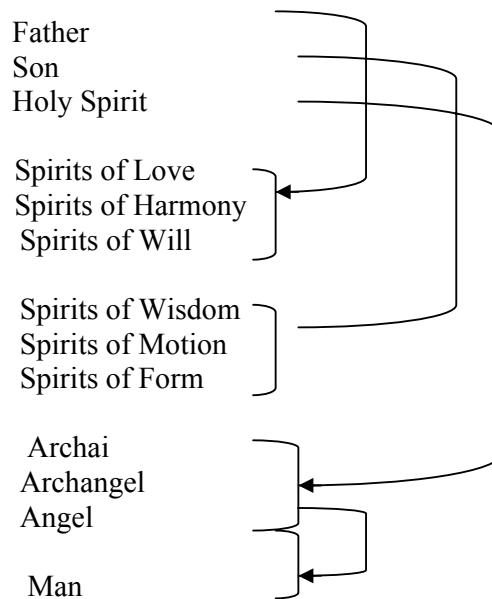 Father
Son
Holy Spirit
Spirits of Love
Spirits of Harmony
Spirits of Will
Spirits of Wisdom
Spirits of Motion
Spirits of Form
Archai
Archangel
Angel
Man